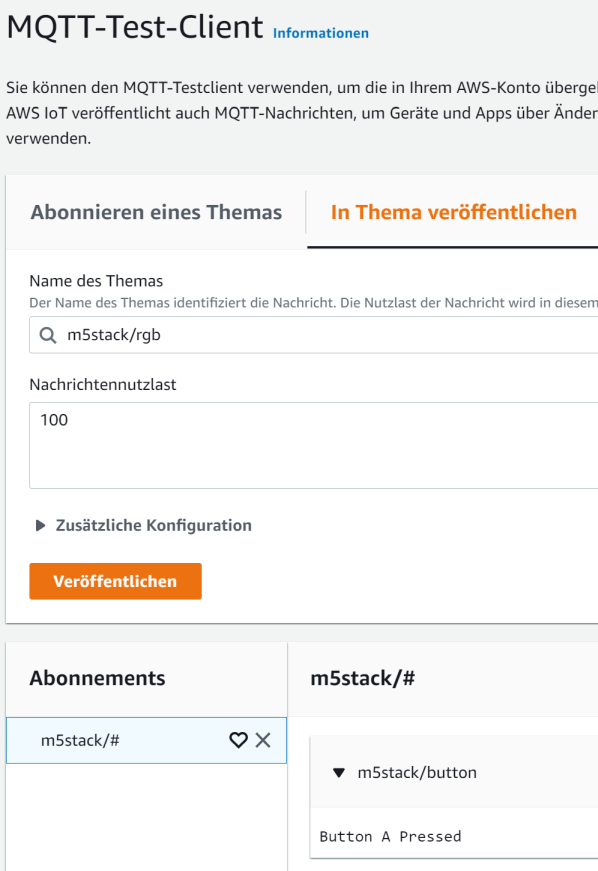 MQTT-Test-Client Informationen
Sie können den MQTT-Testclient verwenden, um die in Ihrem AWS-Konto
AWS IoT veröffentlicht auch MQTT-Nachrichten, um Geräte und Apps über
verwenden.
Abonnieren eines Themas In Thema veröffentlichen
Name des Themas
Der Name des Themas identifiziert die Nachricht. Die Nutzlast der Nachricht wird in diesem
m5stack/rgb
Nachrichtennutzlast
100
Zusätzliche Konfiguration
Veröffentlichen
Abonnements
m5stack/#
m5stack/#
m5stack/button
Button A Pressed